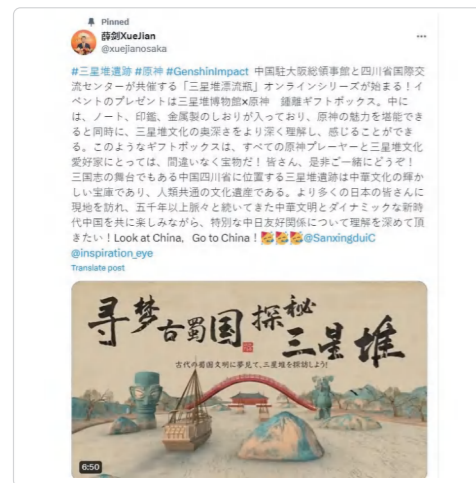 Pinned
薛剑XueJian
@xuejianosaka
#三星堆遺跡 #原神 #GenshinImpact 中国駐大阪総領事館と四川省国際交
流センターが共催する「三星堆漂流瓶」オンラインシリーズが始まる！イ
ベントのプレゼントは三星堆博物館×原神 鍾離ギフトボックス。中に
は、ノート、印鑑、金属製のしおりが入っており、原神の魅力を堪能でき
ると同時に、三星堆文化の奥深さをより深く理解し、感じることができ
る。このようなギフトボックスは、すべての原神プレーヤーと三星堆文化
愛好家にとっては、間違いなく宝物だ！ 皆さん、是非ご一緒にどうぞ！
三国志の舞台でもある中国四川省に位置する三星堆遺跡は中華文化の輝か
しい宝庫であり、人類共通の文化遺産である。より多くの日本の皆さんに
現地を訪れ、五千年以上脈々と続いてきた中華文明とダイナミックな新時
代中国を共に楽しみながら、特別な中日友好関係について理解を深めて頂
きたい！Look at China, Go to China！🥰🥰🥰@SanxingduiC
@inspiration_eye
Translate post
寻梦古蜀国 探秘三星堆
古代の蜀国文明に夢見て、三星堆を探訪しよう!
6:50